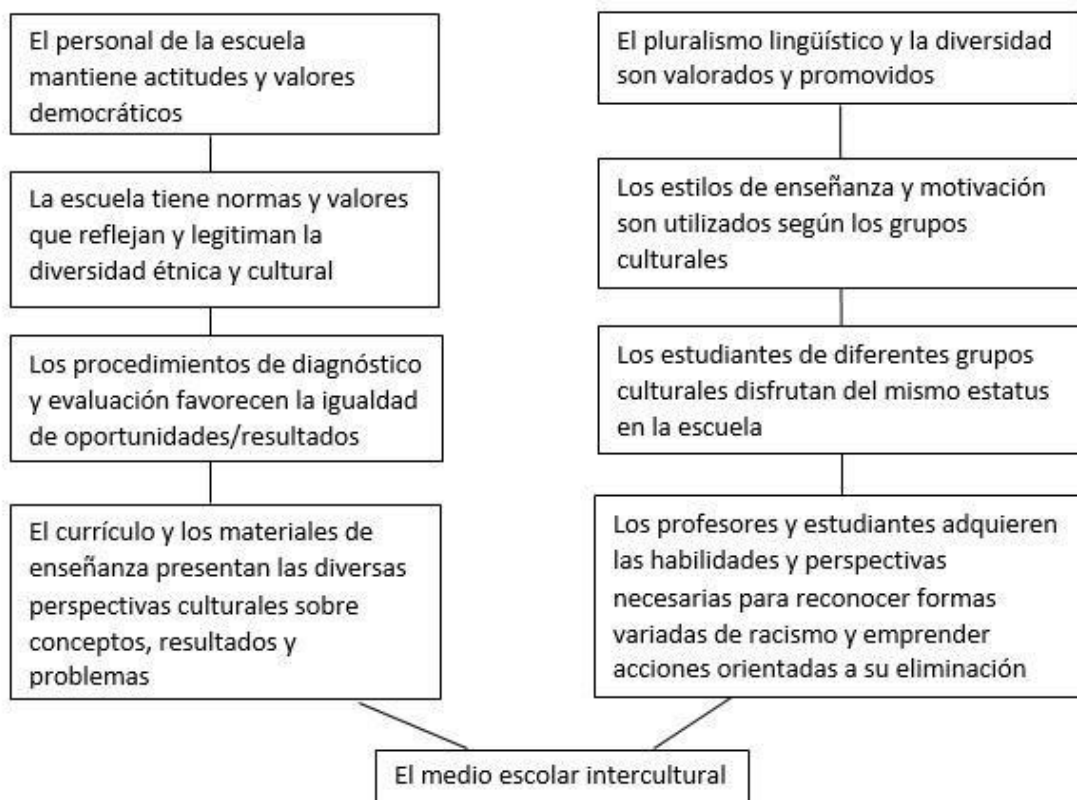 El personal de la escuela
mantiene actitudes y valores
democráticos
La escuela tiene normas y valores
que reflejan y legitiman la
diversidad étnica y cultural
Los procedimientos de diagnóstico
y evaluación favorecen la igualdad
de oportunidades/resultados
El currículo y los materiales de
enseñanza presentan las diversas
perspectivas culturales sobre
conceptos, resultados y
problemas
El pluralismo lingüístico y la diversidad
son valorados y promovidos
Los estilos de enseñanza y motivación
son utilizados según los grupos
culturales
Los estudiantes de diferentes grupos
culturales disfrutan del mismo estatus
en la escuela
Los profesores y estudiantes adquieren
las habilidades y perspectivas
necesarias para reconocer formas
variadas de racismo y emprender
acciones orientadas a su eliminación
El medio escolar intercultural